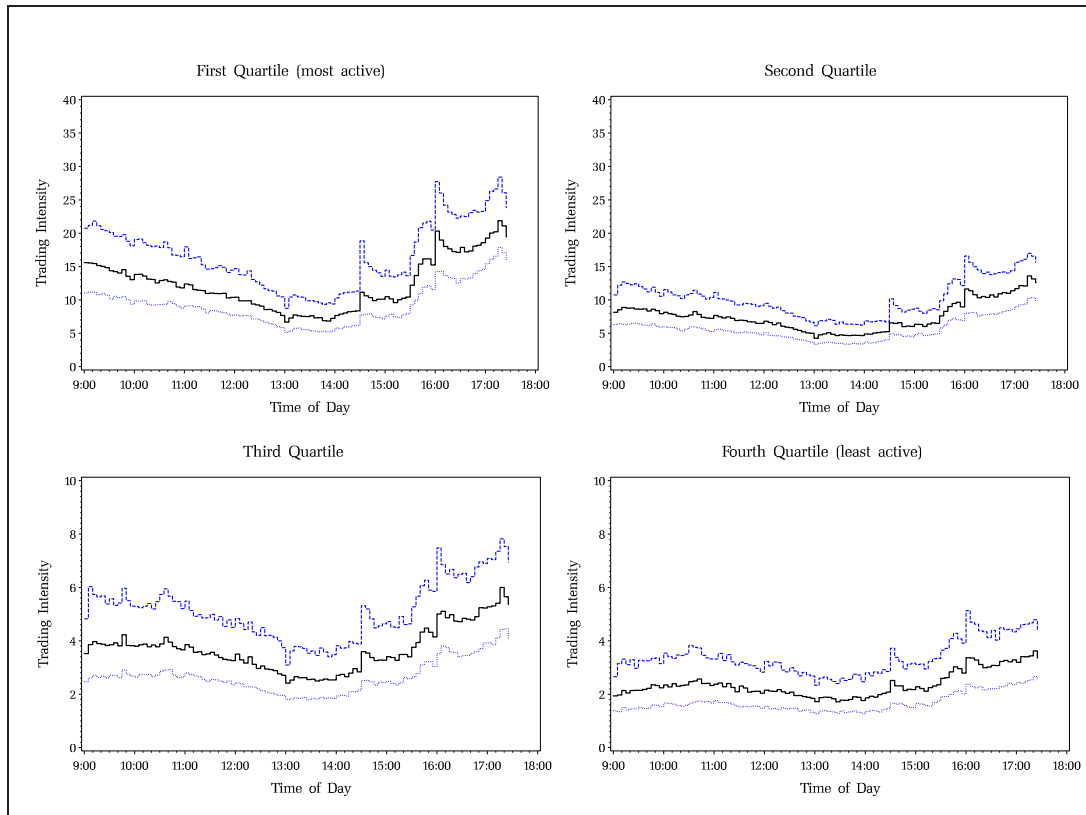 First Quartile (most active)
Second Quartile
Trading Intensity
40
35
30
25
20
15
10
5
0
9:00 10:00 11:00 12:00 13:00 14:00 15:00 16:00 17:00 18:00
Time of Day
Trading Intensity
40
35
30
25
20
15
10
5
0
9:00 10:00 11:00 12:00 13:00 14:00 15:00 16:00 17:00 18:00
Time of Day
Third Quartile
Fourth Quartile (least active)
Trading Intensity
10
8
6
4
2
0
9:00 10:00 11:00 12:00 13:00 14:00 15:00 16:00 17:00 18:00
Time of Day
Trading Intensity
10
8
6
4
2
0
9:00 10:00 11:00 12:00 13:00 14:00 15:00 16:00 17:00 18:00
Time of Day